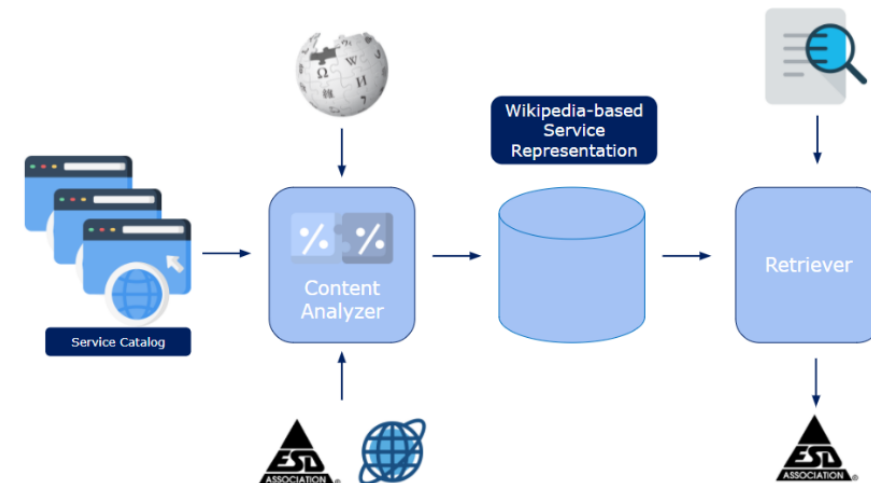 Ω W И
Wikipedia-based
Service
Representation
%
%
Content
Analyzer
Retriever
Service Catalog
ESD
ASSOCIATION
®
ESD
ASSOCIATION
®